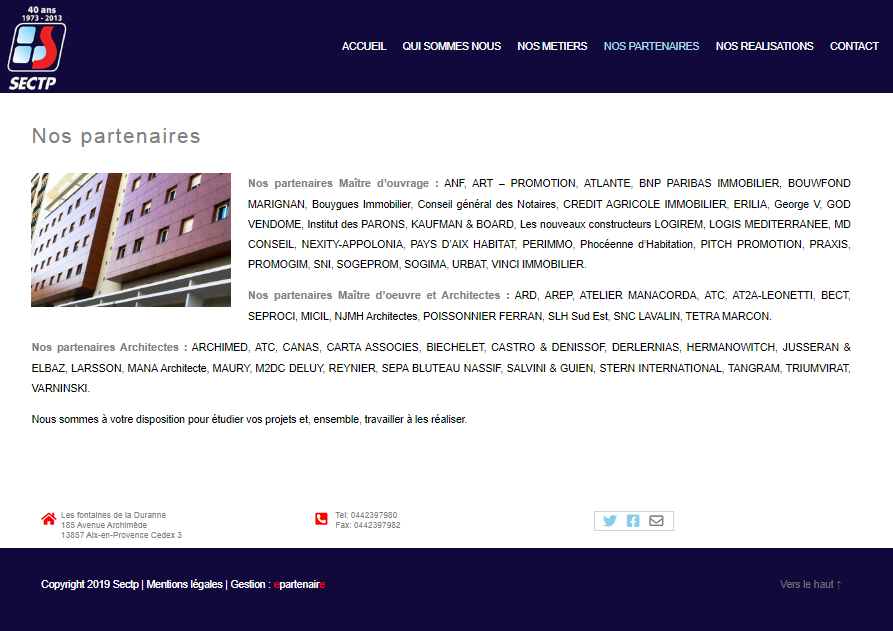 40 ans
1973 - 2013
SECTP
ACCUEIL QUI SOMMES NOUS NOS METIERS NOS PARTENAIRES NOS REALISATIONS CONTACT
Nos partenaires
Nos partenaires Maître d’ouvrage : ANF, ART – PROMOTION, ATLANTE, BNP PARIBAS IMMOBILIER, BOUWFOND
MARIGNAN, Bouygues Immobilier, Conseil général des Notaires, CREDIT AGRICOLE IMMOBILIER, ERILIA, George V, GOD
VENDOME, Institut des PARONS, KAUFMAN & BOARD, Les nouveaux constructeurs LOGIREM, LOGIS MEDITERRANEE, MD
CONSEIL, NEXITY-APPOLONIA, PAYS D’AIX HABITAT, PERIMMO, Phocéenne d’Habitation, PITCH PROMOTION, PRAXIS,
PROMOGIM, SNI, SOGEPROM, SOGIMA, URBAT, VINCI IMMOBILIER.
Nos partenaires Maître d’oeuvre et Architectes : ARD, AREP, ATELIER MANACORDA, ATC, AT2A-LEONETTI, BECT,
SEPROCI, MICIL, NJMH Architectes, POISSONNIER FERRAN, SLH Sud Est, SNC LAVALIN, TETRA MARCON.
Nos partenaires Architectes : ARCHIMED, ATC, CANAS, CARTA ASSOCIES, BIECHELET, CASTRO & DENISSOF, DERLERNIAS, HERMANOWITCH, JUSSERAN &
ELBAZ, LARSSON, MANA Architecte, MAURY, M2DC DELUY, REYNIER, SEPA BLUTEAU NASSIF, SALVINI & GUIEN, STERN INTERNATIONAL, TANGRAM, TRIUMVIRAT,
VARNINSKI.
Nous sommes à votre disposition pour étudier vos projets et, ensemble, travailler à les réaliser.
Les fontaines de la Duranne
185 Avenue Archimède
13857 Aix-en-Provence Cedex 3
Tel: 0442397980
Fax: 0442397982
Copyright 2019 Sectp | Mentions légales | Gestion : epartenaire
Vers le haut ↑